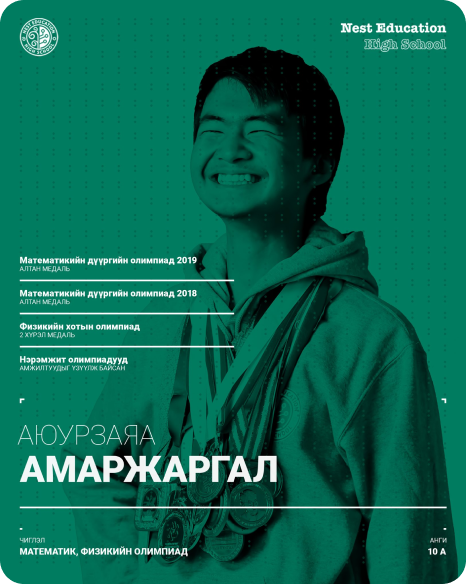 NEST EDUCATION
HIGH SCHOOL
Nest Education
High School
Математикийн дүүргийн олимпиад 2019
АЛТАН МЕДАЛЬ
Математикийн дүүргийн олимпиад 2018
АЛТАН МЕДАЛЬ
Физикийн хотын олимпиад
2 ХҮРЭЛ МЕДАЛЬ
Нэрэмжит олимпиадууд
АМЖИЛТУУДЫГ ҮЗҮҮЛЖ БАЙСАН
АЮУРЗАЯА
АМАРЖАРГАЛ
ЧИГЛЭЛ
АНГИ
МАТЕМАТИК, ФИЗИКИЙН ОЛИМПИАД
10 А